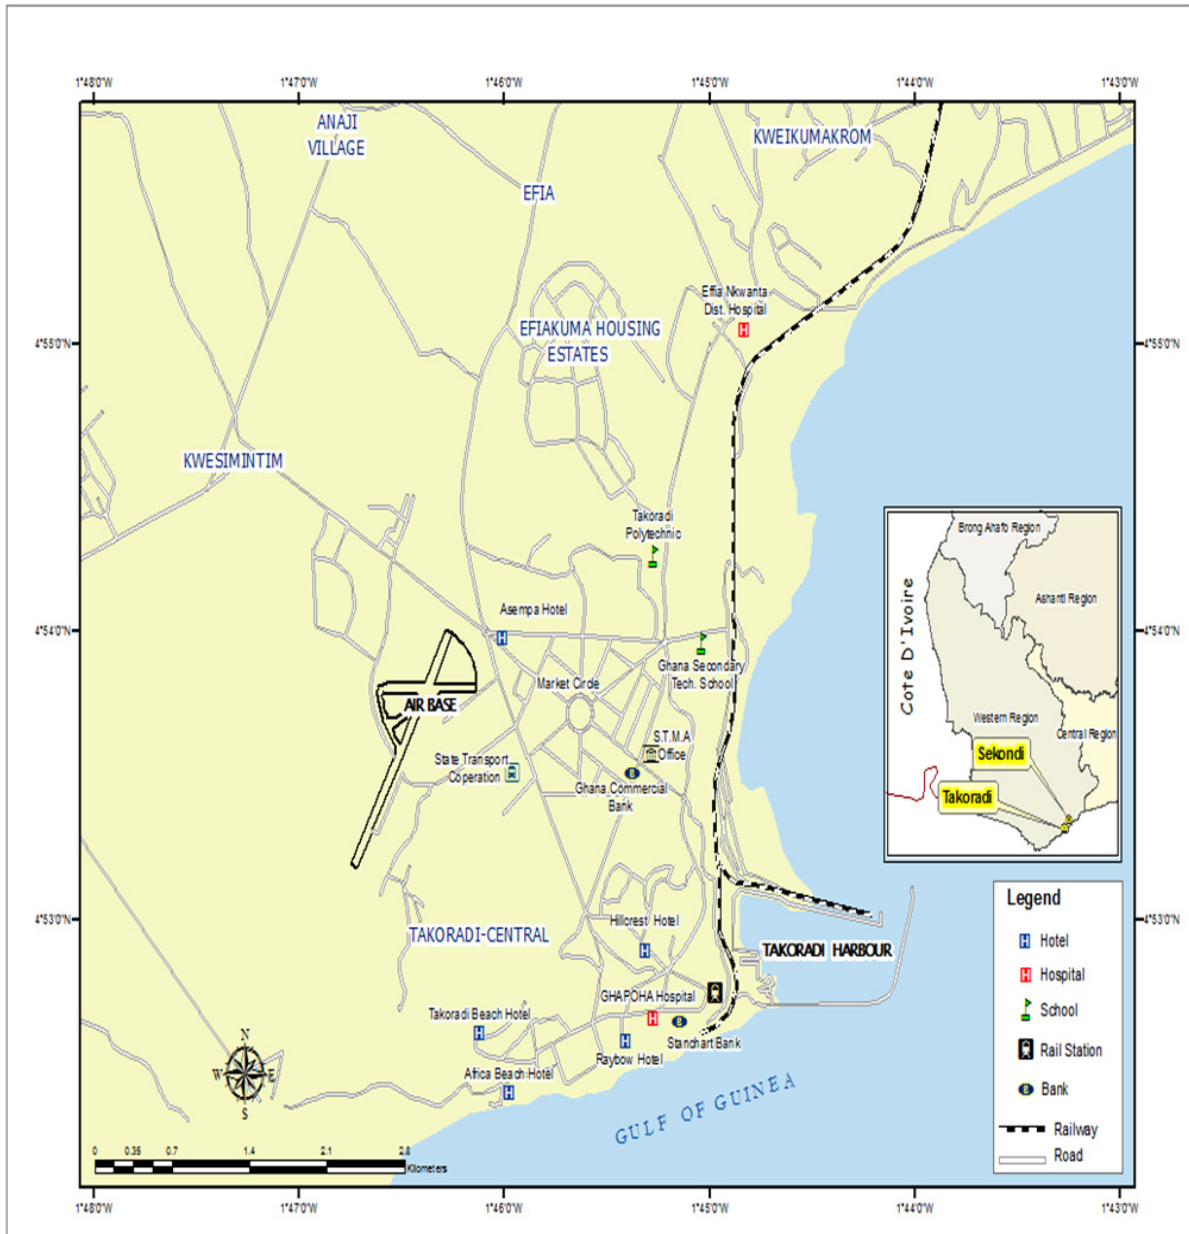 1°48'0"W
1°47'0"W
1°46'0"W
1°45'0"W
1°44'0"W
1°43'0"W
ANAJI
VILLAGE
KWEIKUMAKROM
EFIA
Effia Nkwanta
Dist. Hospital
H
EFIAKUMA HOUSING
ESTATES
4°55'0"N
4°55'0"N
KWESIMINTIM
Takoradi
Polytechnic
Asempa Hotel
H
4°54'0"N
4°54'0"N
Ghana Secondary
Tech. School
Market Circle
AIR BASE
S.T.M.A
Office
State Transport
Coperation
B
Ghana Commercial
Bank
Brong Ahafo Region
Ashanti Region
Cote D'Ivoire
Western Region
Central Region
Sekondi
Takoradi
4°53'0"N
4°53'0"N
Hillcrest Hotel
H
TAKORADI-CENTRAL
TAKORADI HARBOUR
GHAPOHA Hospital
H
B
Stanchart Bank
Takoradi Beach Hotel
H
H
Raybow Hotel
Africa Beach Hotel
H
GULF OF GUINEA
N
W
E
S
0
0.35
0.7
1.4
2.1
2.8
Kilometers
Legend
H Hotel
H Hospital
School
Rail Station
B Bank
Railway
Road
1°48'0"W
1°47'0"W
1°46'0"W
1°45'0"W
1°44'0"W
1°43'0"W